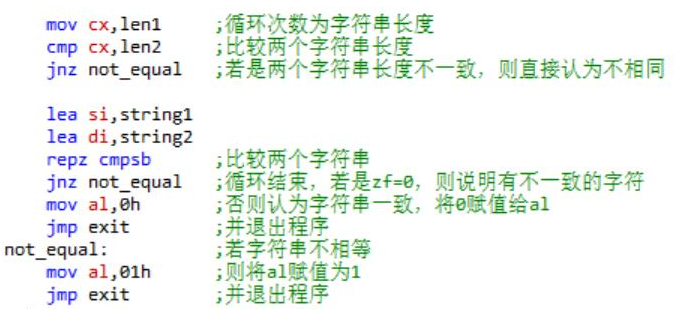 mov cx,len1 ;循环次数为字符串长度
cmp cx,len2 ;比较两个字符串长度
jnz not_equal ;若是两个字符串长度不一致，则直接认为不相同
lea si,string1
lea di,string2
repz cmpsb ;比较两个字符串
jnz not_equal ;循环结束，若是zf=0，则说明有不一致的字符
mov al,0h ;否则认为字符串一致，将0赋值给al
jmp exit ;并退出程序
not_equal: ;若字符串不相等
mov al,01h ;则将al赋值为1
jmp exit ;并退出程序